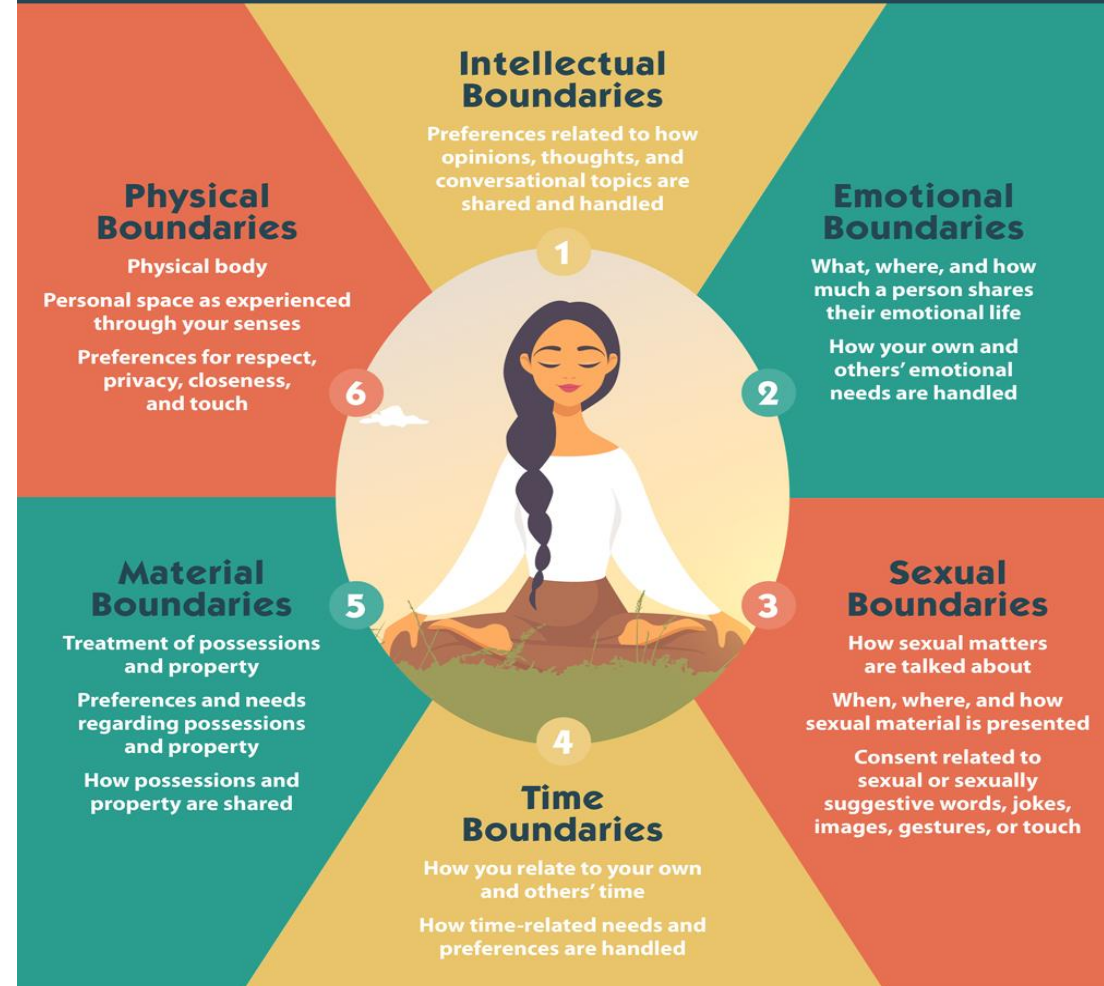 Intellectual
Boundaries
Preferences related to how
opinions, thoughts, and
conversational topics are
shared and handled
1
Emotional
Boundaries
What, where, and how
much a person shares
their emotional life
How your own and
others’ emotional
needs are handled
2
Sexual
Boundaries
How sexual matters
are talked about
When, where, and how
sexual material is presented
Consent related to
sexual or sexually
suggestive words, jokes,
images, gestures, or touch
3
4
Time
Boundaries
How you relate to your own
and others’ time
How time-related needs and
preferences are handled
Material
Boundaries
Treatment of possessions
and property
Preferences and needs
regarding possessions
and property
How possessions and
property are shared
5
Physical
Boundaries
Physical body
Personal space as experienced
through your senses
Preferences for respect,
privacy, closeness,
and touch
6